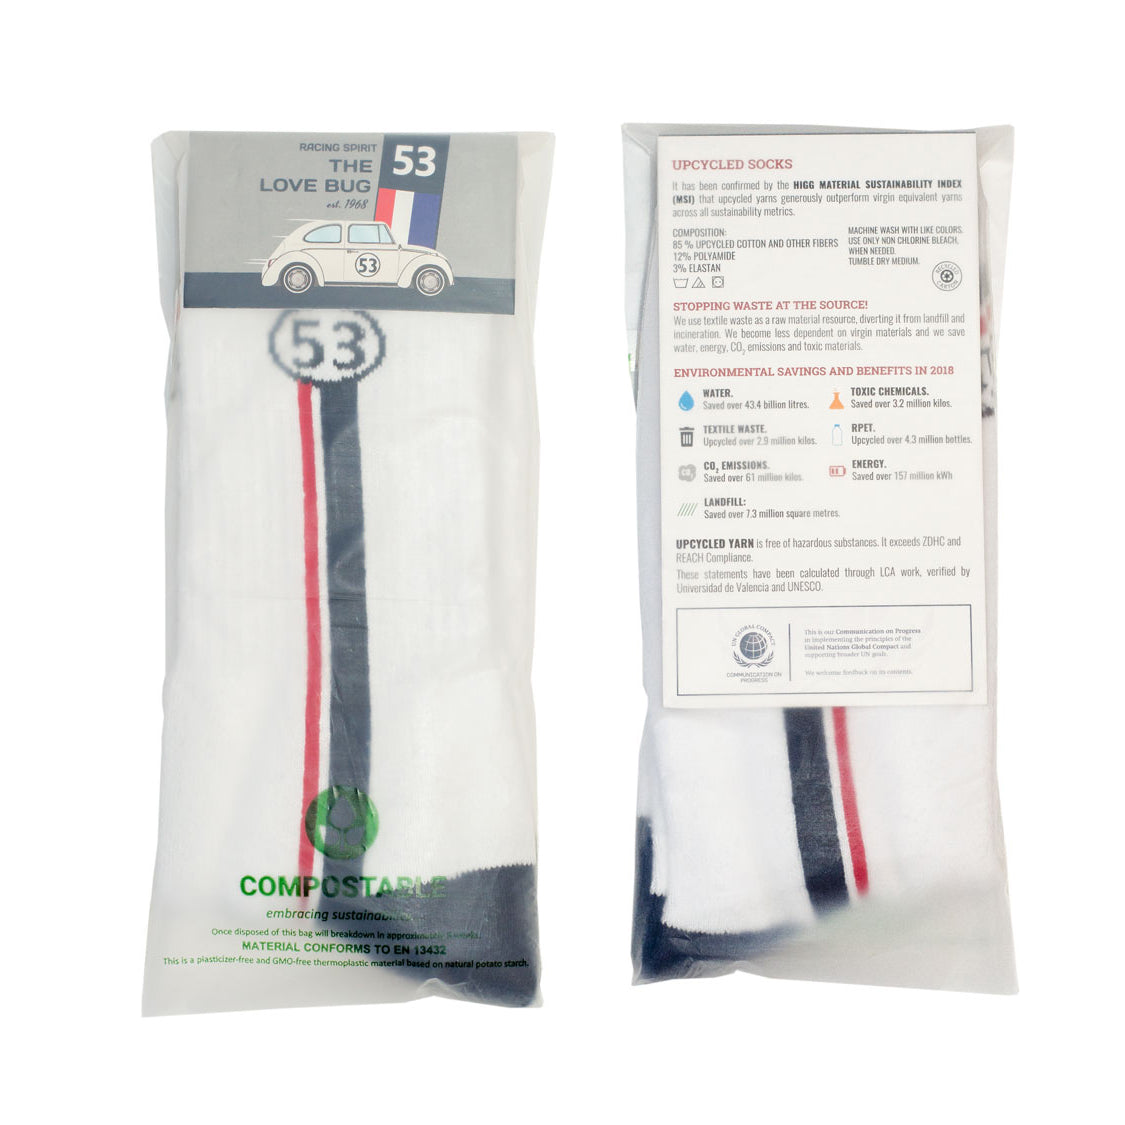 RACING SPIRIT
THE
LOVE BUG
est. 1968
53
53
53
COMPOSTABLE
embracing sustainability
Once disposed of this bag will breakdown in approximately weeks.
MATERIAL CONFORMS TO EN 13432
This is a plasticizer-free and GMO-free thermoplastic material based on natural potato starch.
UPCYCLED SOCKS
It has been confirmed by the HIGG MATERIAL SUSTAINABILITY INDEX
(MSI) that upcycled yarns generously outperform virgin equivalent yarns
across all sustainability metrics.
COMPOSITION:
85 % UPCYCLED COTTON AND OTHER FIBERS
12% POLYAMIDE
3% ELASTAN
MACHINE WASH WITH LIKE COLORS.
USE ONLY NON CHLORINE BLEACH,
WHEN NEEDED.
TUMBLE DRY MEDIUM.
RECYCLED CARTON
STOPPING WASTE AT THE SOURCE!
We use textile waste as a raw material resource, diverting it from landfill and
incineration. We become less dependent on virgin materials and we save
water, energy, CO2 emissions and toxic materials.
ENVIRONMENTAL SAVINGS AND BENEFITS IN 2018
WATER.
Saved over 43.4 billion litres.
TOXIC CHEMICALS.
Saved over 3.2 million kilos.
TEXTILE WASTE.
Upcycled over 2.9 million kilos.
RPET.
Upcycled over 4.3 million bottles.
CO2
CO2 EMISSIONS.
Saved over 61 million kilos.
ENERGY.
Saved over 157 million kWh
LANDFILL:
Saved over 7.3 million square metres.
UPCYCLED YARN is free of hazardous substances. It exceeds ZDHC and
REACH Compliance.
These statements have been calculated through LCA work, verified by
Universidad de Valencia and UNESCO.
UN GLOBAL COMPACT
COMMUNICATION ON
PROGRESS
This is our Communication on Progress
in implementing the principles of the
United Nations Global Compact and
supporting broader UN goals.
We welcome feedback on its contents.